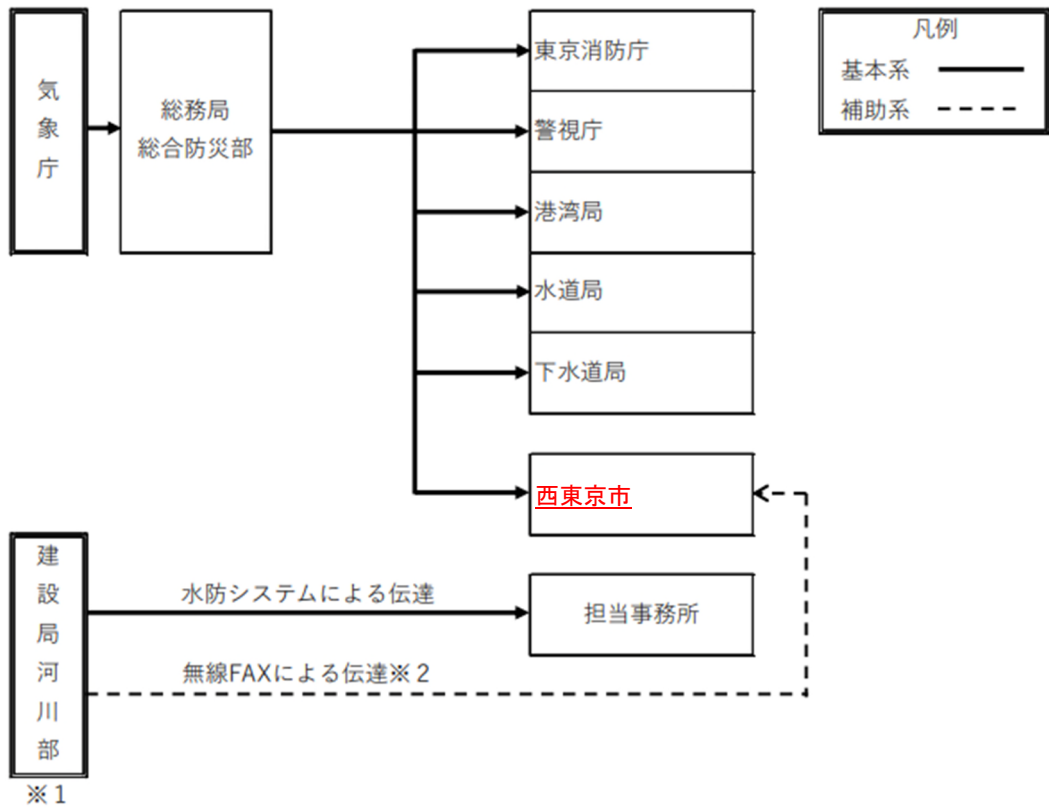 気象庁
総務局
総合防災部
東京消防庁
警視庁
港湾局
水道局
下水道局
西東京市
凡例
基本系
補助系
建設局河川部
※1
水防システムによる伝達
担当事務所
無線FAXによる伝達※2